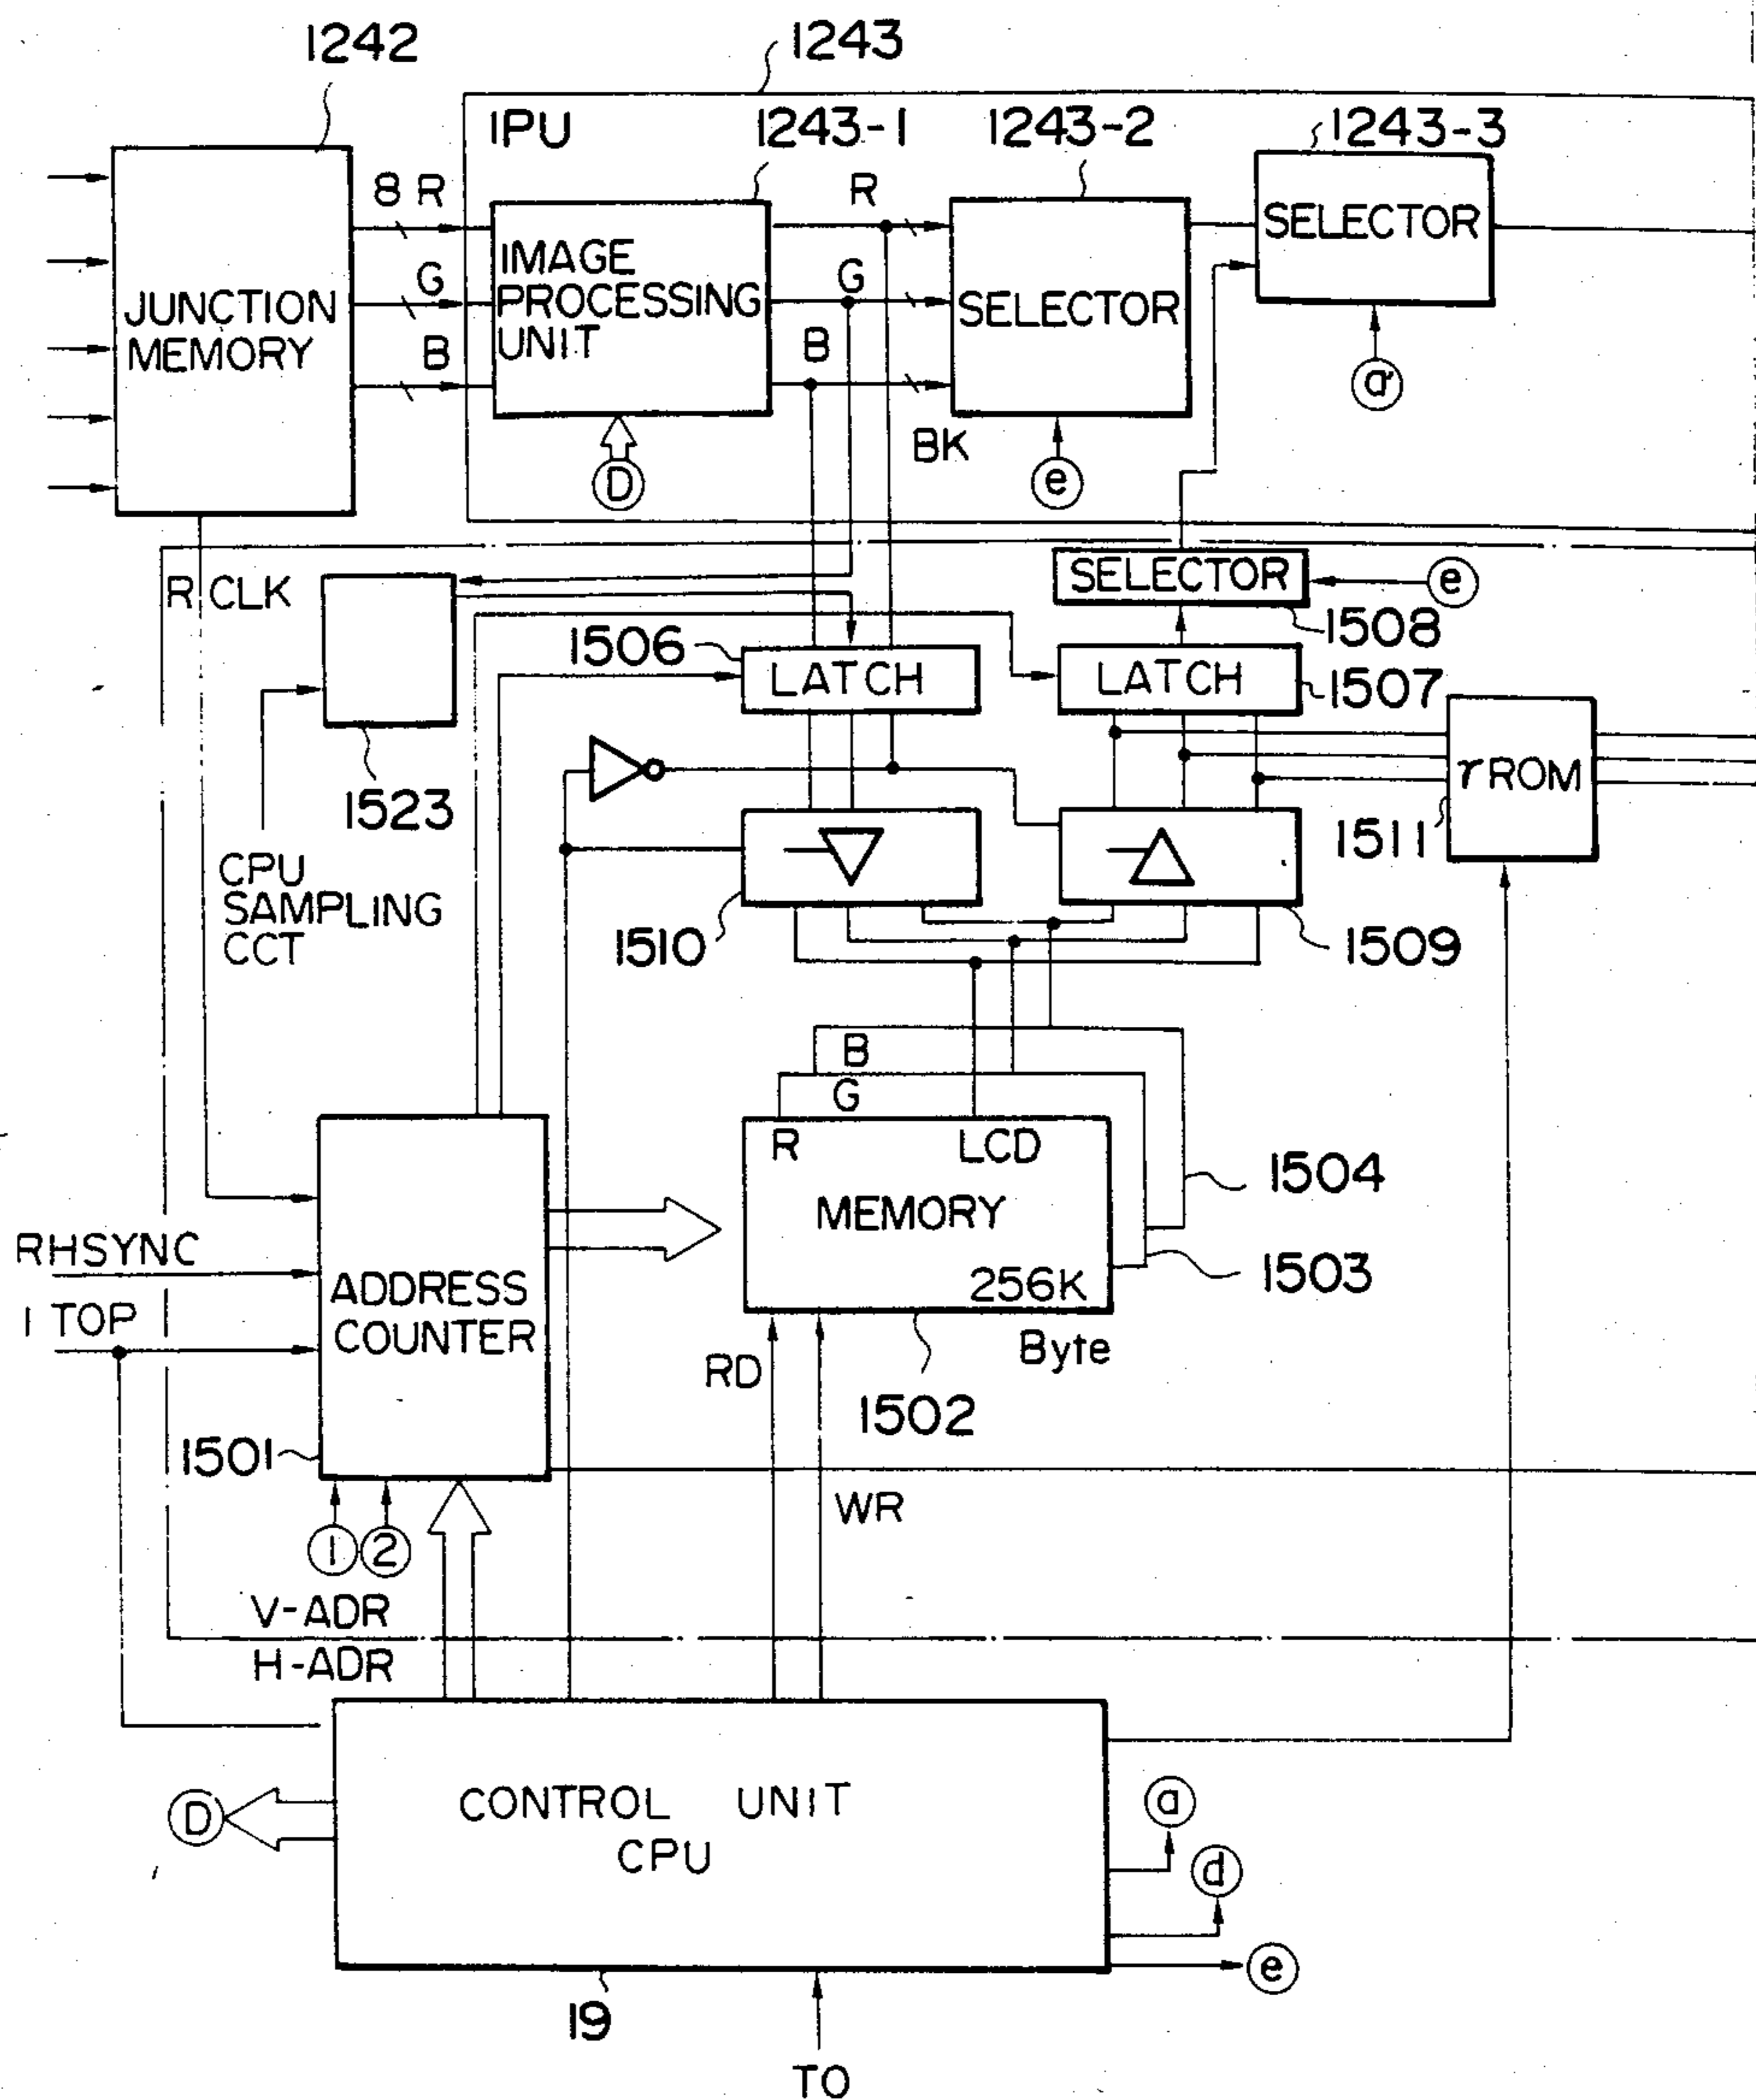 1242
1243
IPU
1243-1
1243-2
1243-3
8 R
R
SELECTOR
IMAGE
PROCESSING
UNIT
G
G
SELECTOR
JUNCTION
MEMORY
B
B
a
BK
D
e
R CLK
SELECTOR
e
1508
1506
LATCH
LATCH
1507
1523
γROM
1511
CPU
SAMPLING
CCT
1510
1509
B
G
R
LCD
1504
MEMORY
RHSYNC
1503
256K
ADDRESS
COUNTER
I TOP
Byte
RD
1502
1501
WR
1
2
V-ADR
H-ADR
CONTROL UNIT
CPU
D
a
d
e
19
TO